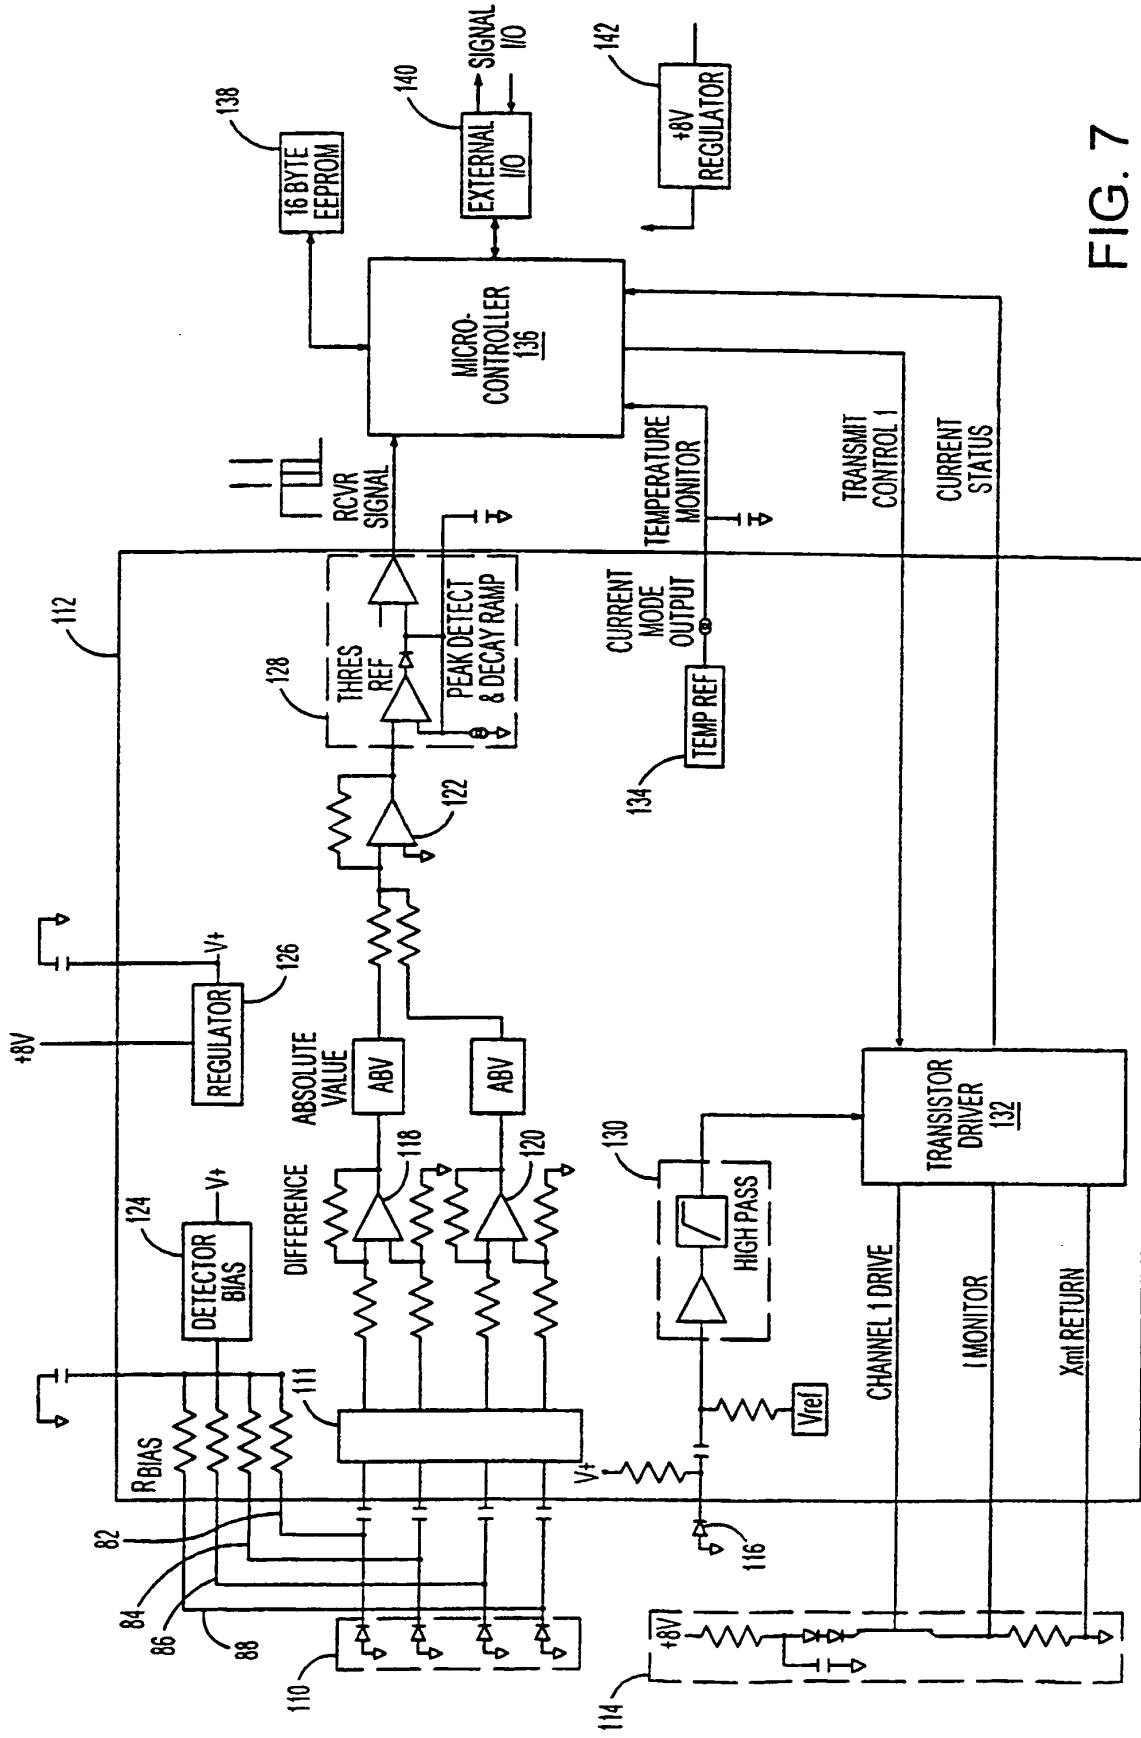 112
138
16 BYTE
EEPROM
SIGNAL
I/O
140
EXTERNAL
I/O
142
+8V
REGULATOR
MICRO-
CONTROLLER
136
RCVR
SIGNAL
TEMPERATURE
MONITOR
TRANSMIT
CONTROL 1
CURRENT
STATUS
128
THRES
REF
PEAK DETECT
& DECAY RAMP
CURRENT
MODE
OUTPUT
TEMP REF
134
122
+8V
V+
REGULATOR
126
ABSOLUTE
VALUE
ABV
ABV
124
V+
DETECTOR
BIAS
DIFFERENCE
118
120
130
HIGH PASS
TRANSISTOR
DRIVER
132
RBIAS
111
V+
Vref
CHANNEL 1 DRIVE
I MONITOR
Xmt RETURN
82
84
86
88
110
116
114
+8V
FIG. 7